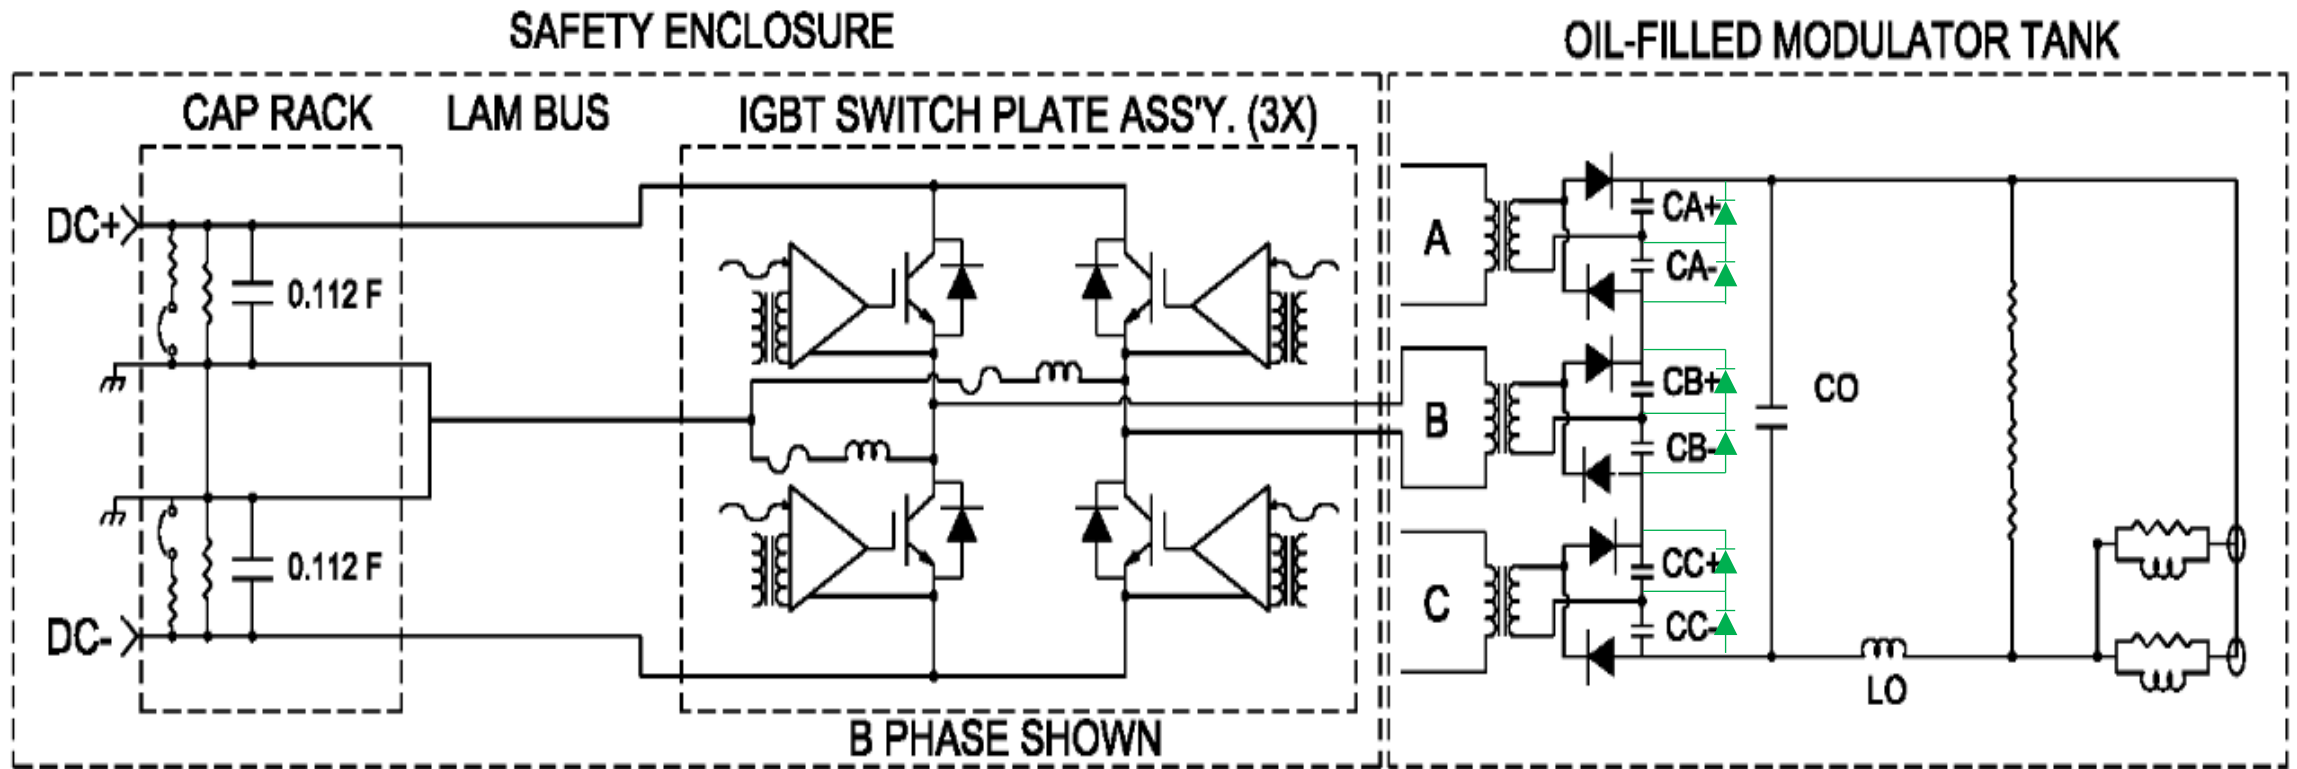 SAFETY ENCLOSURE
OIL-FILLED MODULATOR TANK
CAP RACK
LAM BUS
IGBT SWITCH PLATE ASS'Y. (3X)
DC+
0.112 F
0.112 F
DC-
B PHASE SHOWN
A
CA+
CA-
B
CB+
CB-
C
CC+
CC-
CO
LO